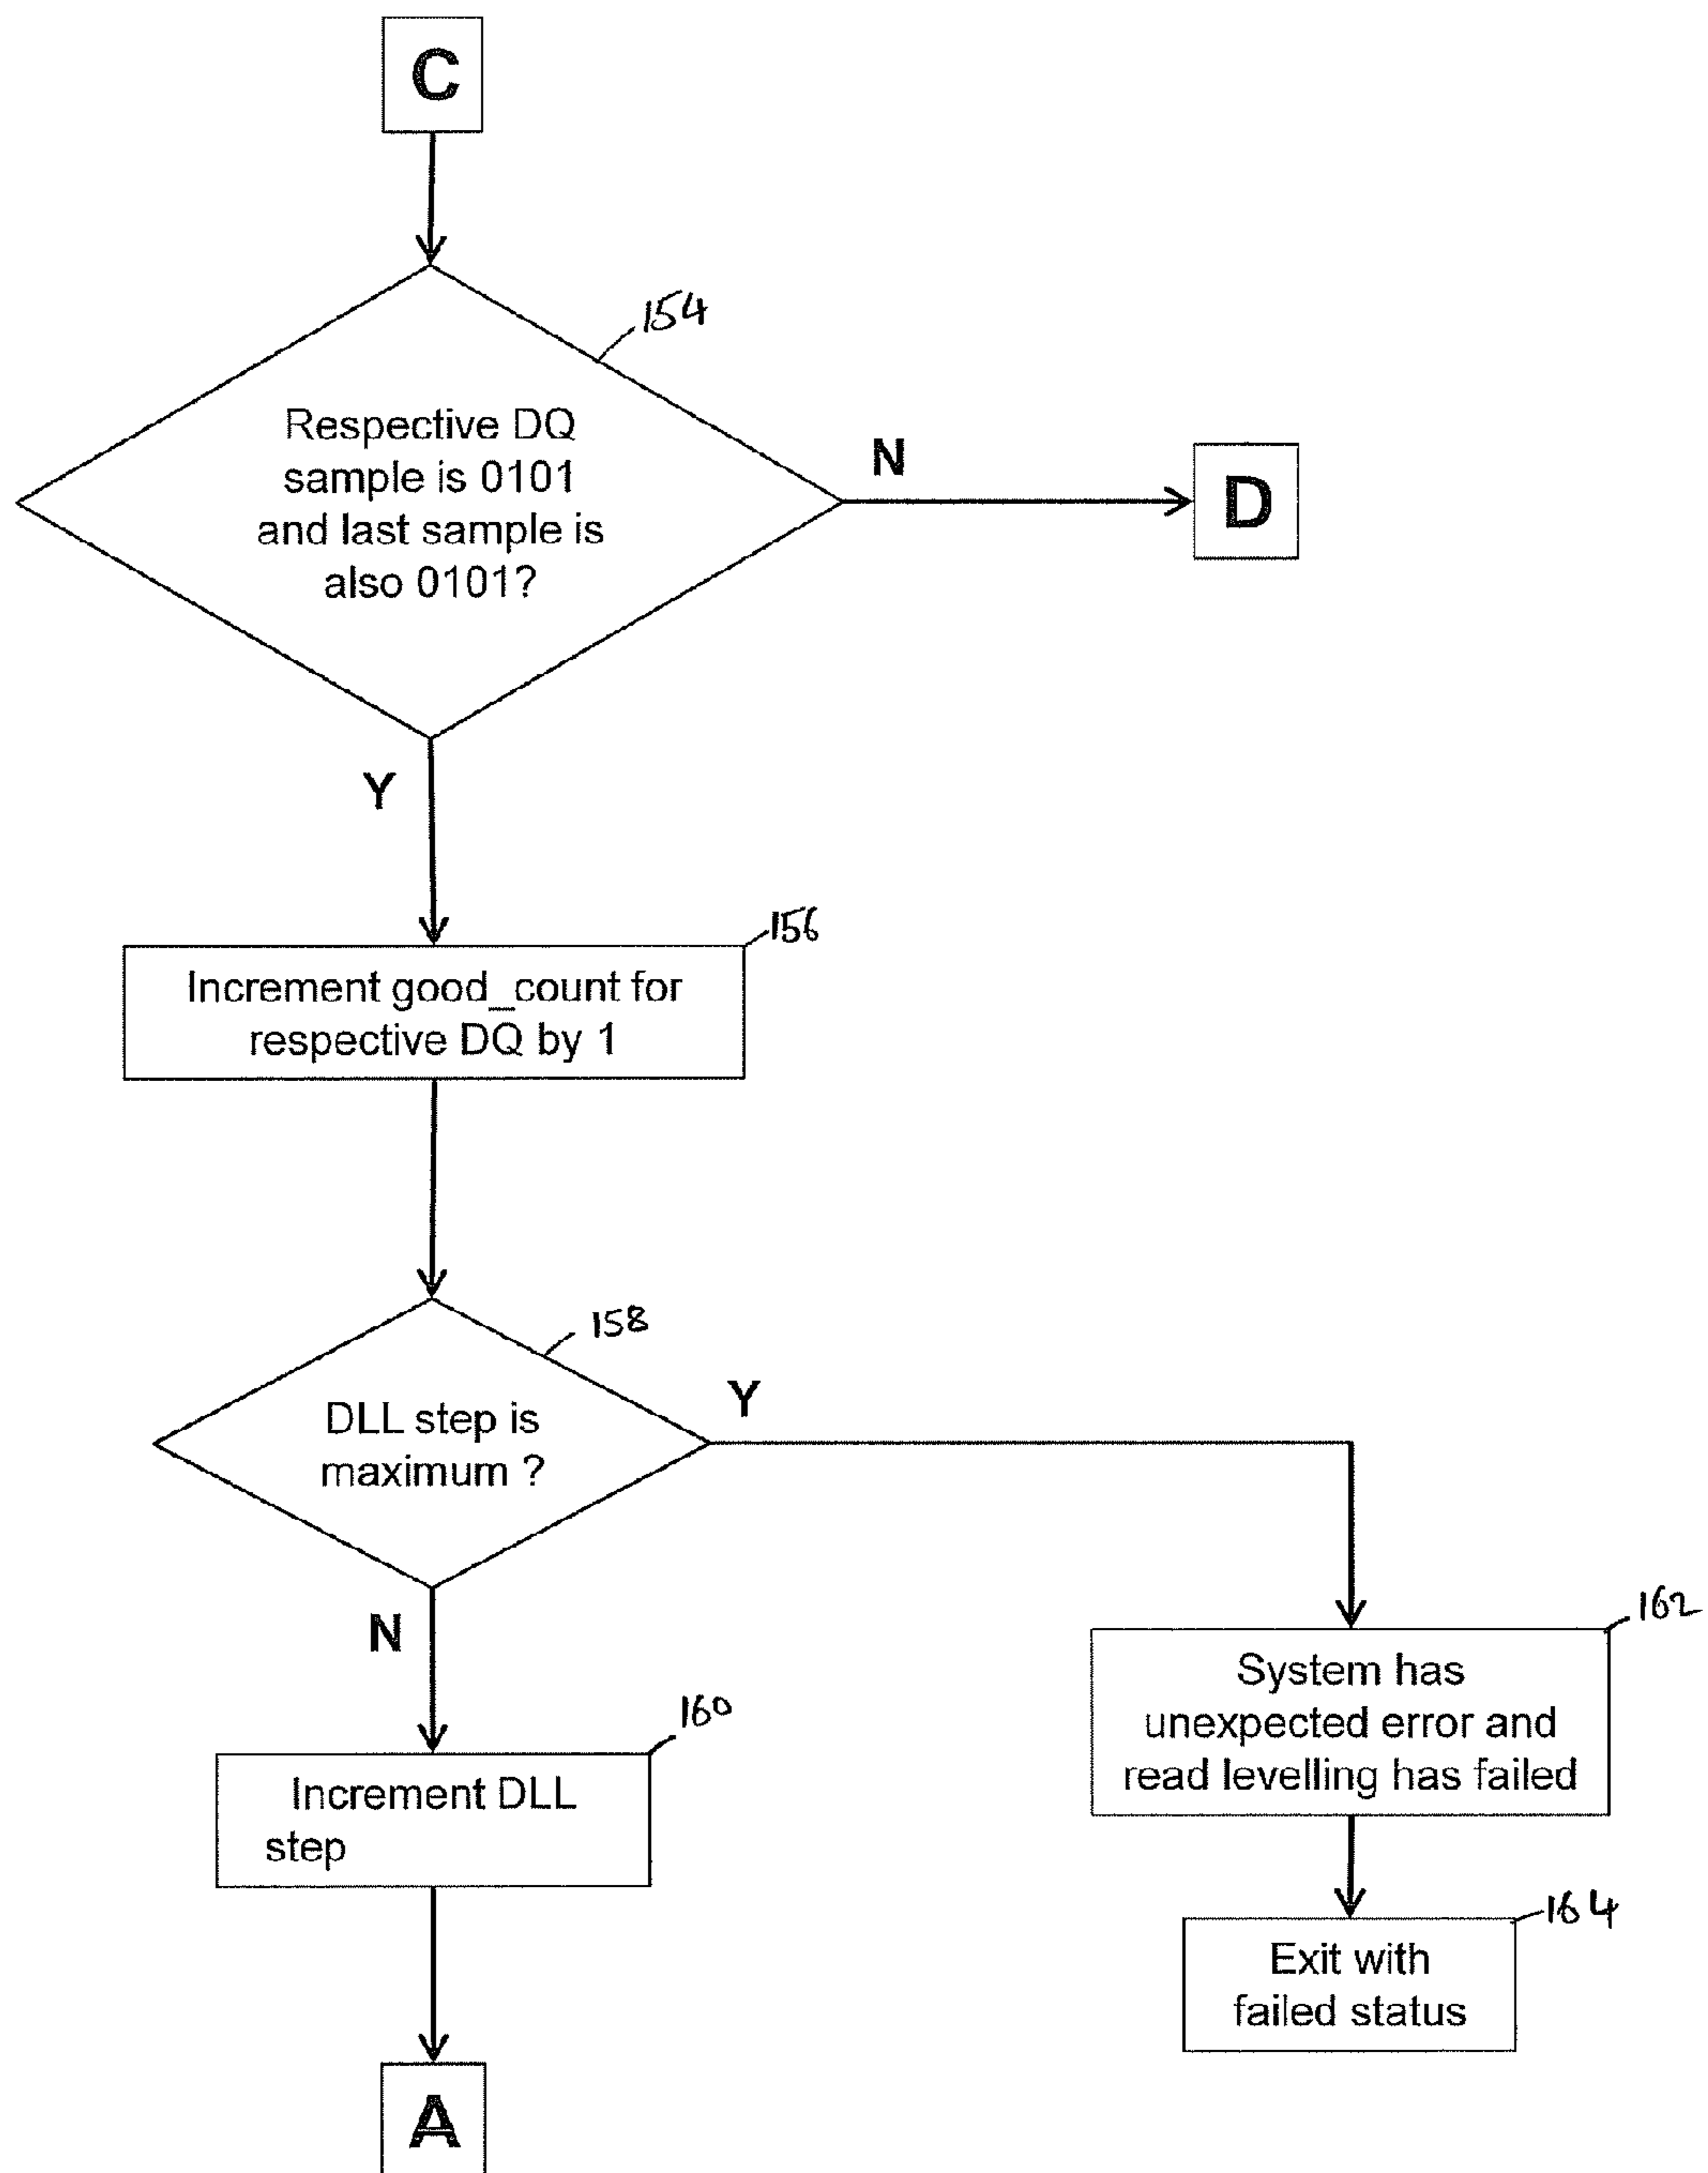 C
154
Respective DQ
sample is 0101
and last sample is
also 0101?
N
D
Y
156
Increment good_count for
respective DQ by 1
158
DLL step is
maximum ?
Y
N
162
System has
unexpected error and
read levelling has failed
160
Increment DLL
step
164
Exit with
failed status
A